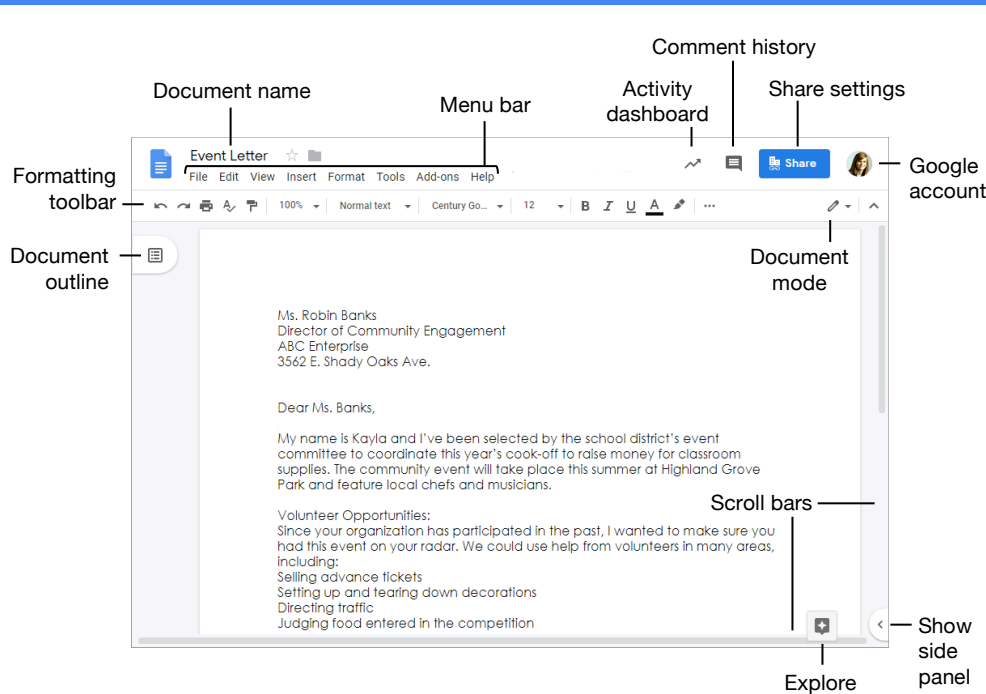 Comment history
Activity
dashboard
Share settings
Document name
Menu bar
Event Letter
Share
Google
account
File Edit View Insert Format Tools Add-ons Help
Formatting
toolbar
100% Normal text Century Go... 12 B I U A ...
Document
outline
Document
mode
Ms. Robin Banks
Director of Community Engagement
ABC Enterprise
3562 E. Shady Oaks Ave.
Dear Ms. Banks,
My name is Kayla and I've been selected by the school district's event
committee to coordinate this year's cook-off to raise money for classroom
supplies. The community event will take place this summer at Highland Grove
Park and feature local chefs and musicians.
Scroll bars
Volunteer Opportunities:
Since your organization has participated in the past, I wanted to make sure you
had this event on your radar. We could use help from volunteers in many areas,
including:
Selling advance tickets
Setting up and tearing down decorations
Directing traffic
Judging food entered in the competition
Show
side
panel
Explore